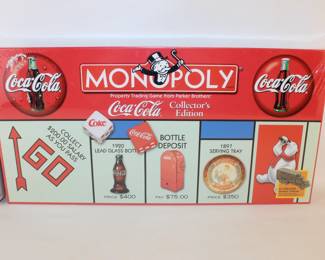 MONOPOLY
Property Trading Game from Parker Brothers
Coca-Cola
Coca-Cola
Coca-Cola Collector's
Edition
COLLECT
$200.00 SALARY
AS YOU PASS
GO
Coke
Coca-Cola
1920
LEAD GLASS BOTTLE
PRICE $400
BOTTLE
DEPOSIT
PAY $75.00
1897
SERVING TRAY
PRICE $350